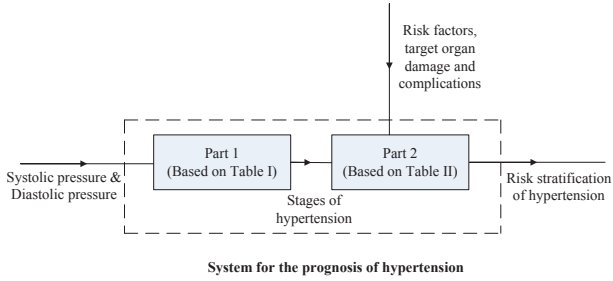 Risk factors,
target organ
damage and
complications
Part 1
(Based on Table I)
Part 2
(Based on Table II)
Systolic pressure &
Diastolic pressure
Stages of
hypertension
Risk stratification
of hypertension
System for the prognosis of hypertension